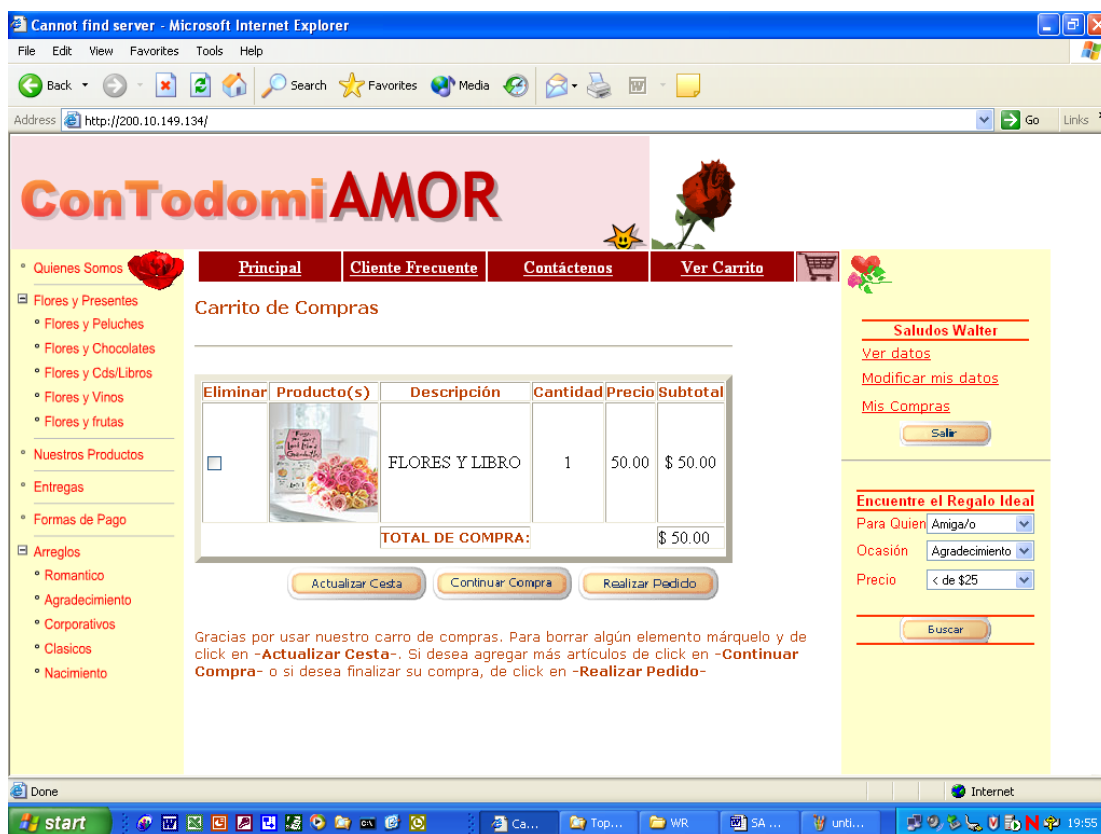 Cannot find server - Microsoft Internet Explorer
File Edit View Favorites Tools Help
Back Search Favorites Media
Address http://200.10.149.134/ Go Links
ConTodomiAMOR
Quienes Somos
Flores y Presentes
Flores y Peluches
Flores y Chocolates
Flores y Cds/Libros
Flores y Vinos
Flores y frutas
Nuestros Productos
Entregas
Formas de Pago
Arreglos
Romantico
Agradecimiento
Corporativos
Clasicos
Nacimiento
Principal Cliente Frecuente Contáctenos Ver Carrito
Carrito de Compras
Eliminar Producto(s) Descripción Cantidad Precio Subtotal
FLORES Y LIBRO 1 50.00 $ 50.00
TOTAL DE COMPRA: $ 50.00
Actualizar Cesta Continuar Compra Realizar Pedido
Gracias por usar nuestro carro de compras. Para borrar algún elemento márquelo y de
click en -Actualizar Cesta-. Si desea agregar más artículos de click en -Continuar
Compra- o si desea finalizar su compra, de click en -Realizar Pedido-
Saludos Walter
Ver datos
Modificar mis datos
Mis Compras
Salir
Encuentre el Regalo Ideal
Para Quien Amiga/o
Ocasión Agradecimiento
Precio < de $25
Buscar
Done Internet
start Ca... Top... WR SA ... unti... 19:55